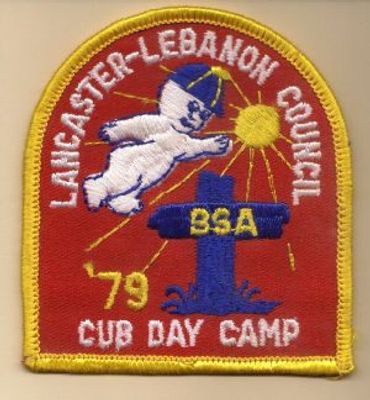 LANCASTER-LEBANON COUNCIL
BSA
'79
CUB DAY CAMP